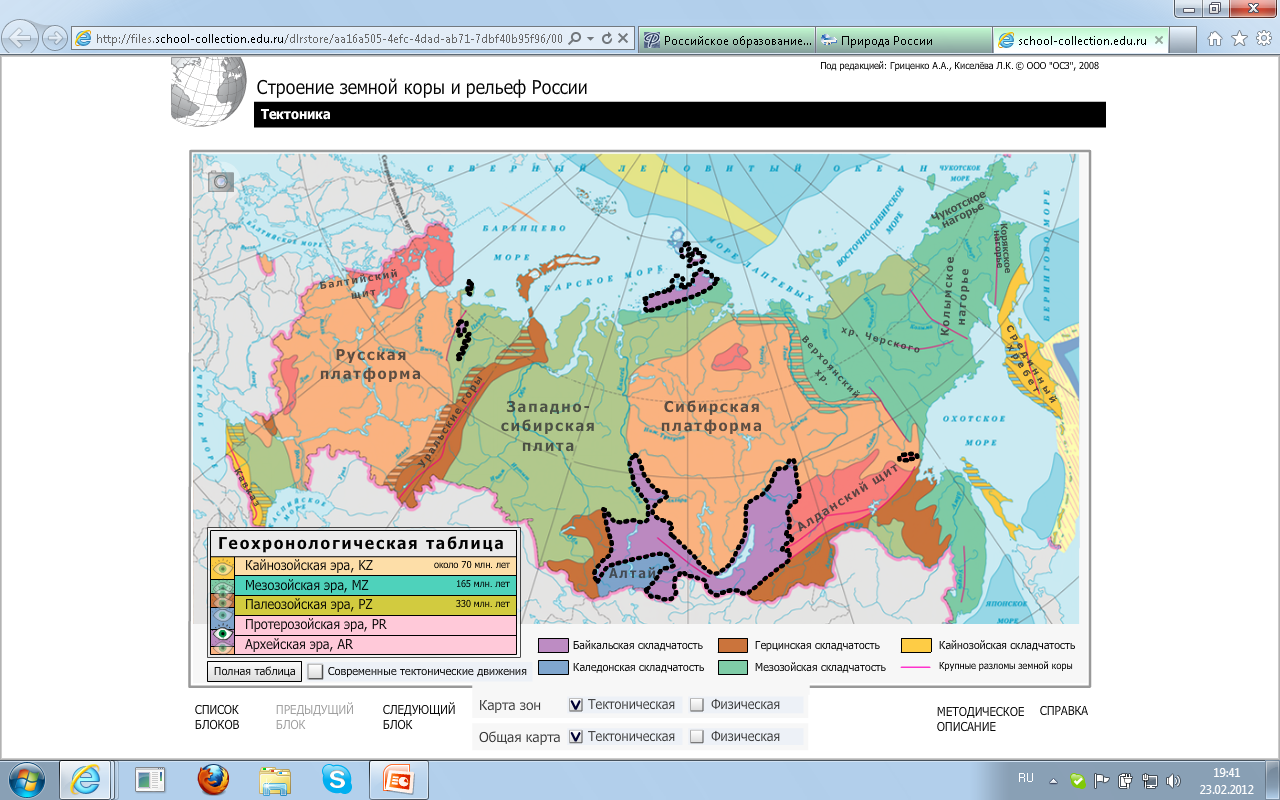 http://files.school-collection.edu.ru/dlrstore/aa16a505-4efc-4dad-ab71-7dbf40b95f96/00
Российское образование...
Природа России
school-collection.edu.ru
Под редакцией: Гриценко А.А., Киселёва Л.К. © ООО "ОСЗ", 2008
Строение земной коры и рельеф России
Тектоника
СЕВЕРНЫЙ ЛЕДОВИТЫЙ ОКЕАН
ЧУКОТСКОЕ
МОРЕ
Чукотское
нагорье
БАРЕНЦЕВО
МОРЕ
КАРСКОЕ МОРЕ
МОРЕ ЛАПТЕВЫХ
ВОСТОЧНО-СИБИРСКОЕ
МОРЕ
Корякское
нагорье
БЕРИНГОВО МОРЕ
БАЛТИЙСКОЕ МОРЕ
Балтийский
щит
Колымское
нагорье
хр. Черского
Верхоянский
хр.
Срединный
хребет
Русская
платформа
Уральские горы
Западно-
сибирская
плита
Сибирская
платформа
ОХОТСКОЕ
МОРЕ
Кавказ
Алданский щит
Алтай
ЯПОНСКОЕ
МОРЕ
Геохронологическая таблица
Кайнозойская эра, KZ около 70 млн. лет
Мезозойская эра, MZ 165 млн. лет
Палеозойская эра, PZ 330 млн. лет
Протерозойская эра, PR
Архейская эра, AR
Полная таблица
Современные тектонические движения
Байкальская складчатость
Герцинская складчатость
Кайнозойская складчатость
Каледонская складчатость
Мезозойская складчатость
Крупные разломы земной коры
СПИСОК
БЛОКОВ
ПРЕДЫДУЩИЙ
БЛОК
СЛЕДУЮЩИЙ
БЛОК
Карта зон Тектоническая Физическая
Общая карта Тектоническая Физическая
МЕТОДИЧЕСКОЕ
ОПИСАНИЕ
СПРАВКА
RU
19:41
23.02.2012